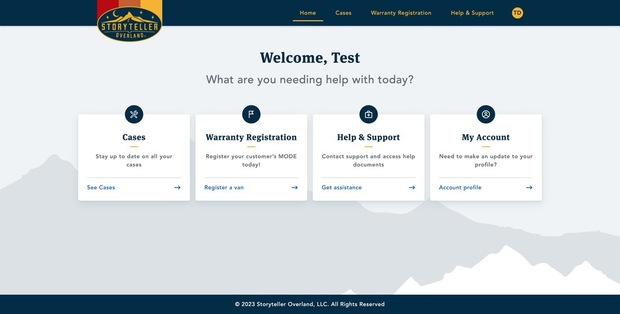 STORYTELLER
OVERLAND
Home Cases Warranty Registration Help & Support TD
Welcome, Test
What are you needing help with today?
Cases
Stay up to date on all your
cases
See Cases →
Warranty Registration
Register your customer's MODE
today!
Register a van →
Help & Support
Contact support and access help
documents
Get assistance →
My Account
Need to make an update to your
profile?
Account profile →
© 2023 Storyteller Overland, LLC. All Rights Reserved